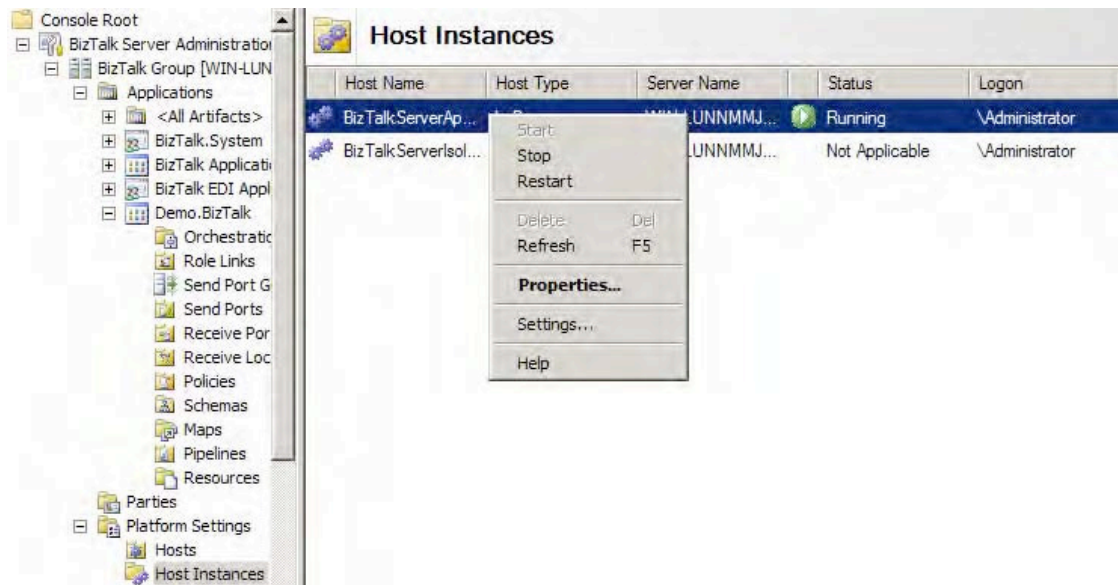 Console Root
BizTalk Server Administration
BizTalk Group [WIN-LUN
Applications
<All Artifacts>
BizTalk.System
BizTalk Applicati
BizTalk EDI Appl
Demo.BizTalk
Orchestratic
Role Links
Send Port G
Send Ports
Receive Por
Receive Loc
Policies
Schemas
Maps
Pipelines
Resources
Parties
Platform Settings
Hosts
Host Instances
Host Instances
Host Name Host Type Server Name Status Logon
BizTalkServerAp... LUNNMMJ... Running \Administrator
BizTalkServerIsol... .UNNMMJ... Not Applicable \Administrator
Start
Stop
Restart
Delete Del
Refresh F5
Properties...
Settings...
Help